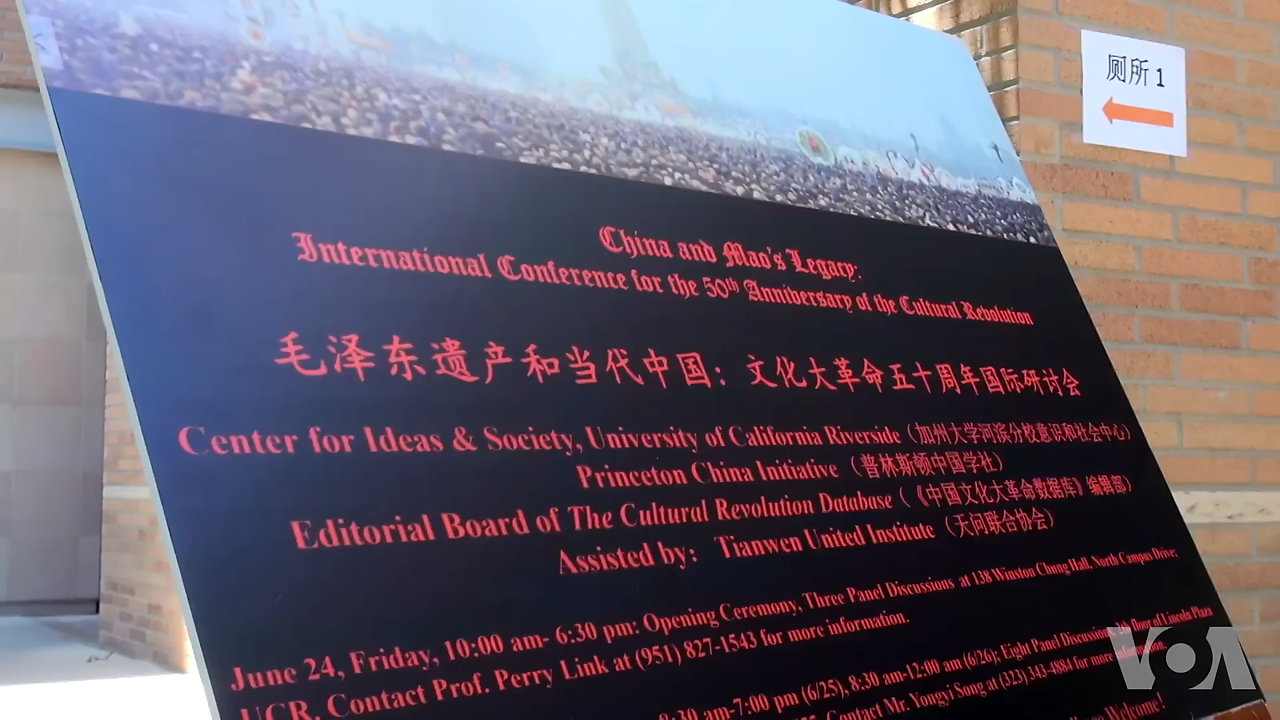 厕所 1
China and Mao's Legacy:
International Conference for the 50th Anniversary of the Cultural Revolution
毛泽东遗产和当代中国：文化大革命五十周年国际研讨会
Center for Ideas & Society, University of California Riverside（加州大学河滨分校意识和社会中心）
Princeton China Initiative （普林斯顿中国学社）
Editorial Board of The Cultural Revolution Database（《中国文化大革命数据库》编辑部）
Assisted by: Tianwen United Institute （天问联合协会）
June 24, Friday, 10:00 am- 6:30 pm: Opening Ceremony, Three Panel Discussions at 138 Winston Chung Hall, North Campus Drive;
UCR. Contact Prof. Perry Link at (951) 827-1543 for more information.
8:30 am-7:00 pm (6/25), 8:30 am-12:00 am (6/26); Eight Panel Discussions, floor of Lincoln Plaza
Contact Mr. Yongyi Song at (323) 343-4884 for more information.
Welcome!
VOA